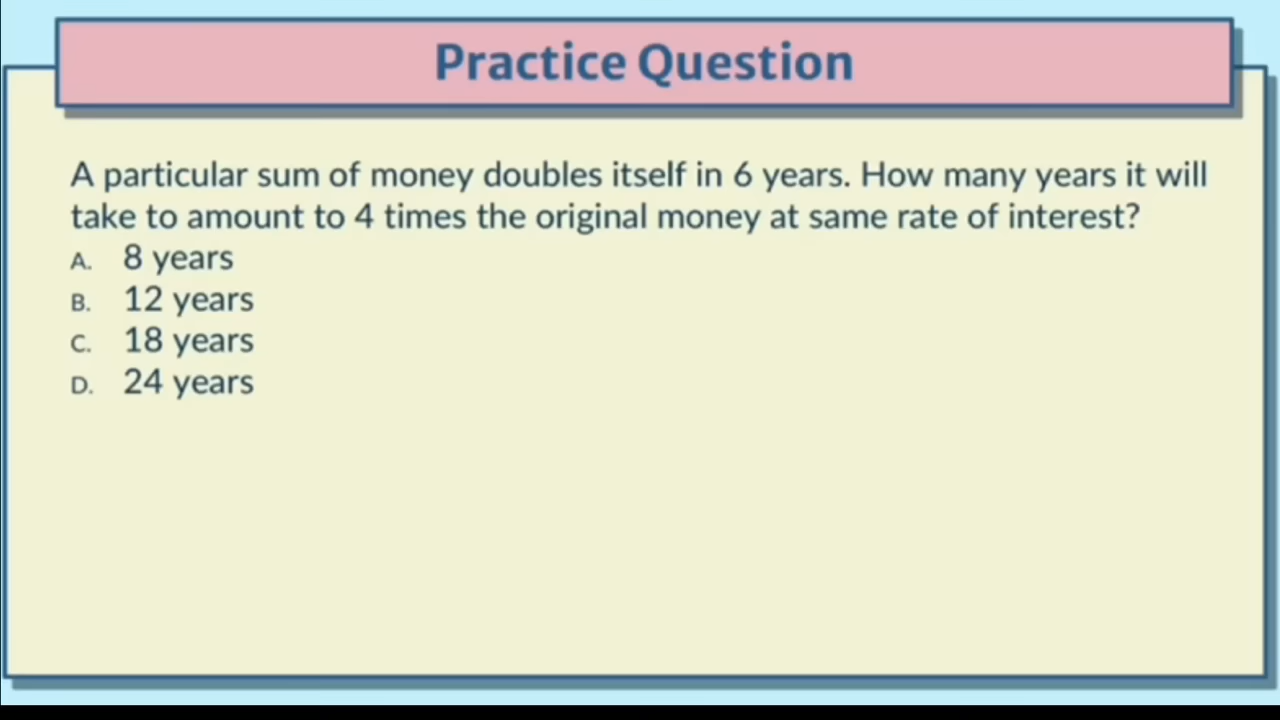 Practice Question
A particular sum of money doubles itself in 6 years. How many years it will
take to amount to 4 times the original money at same rate of interest?
A. 8 years
B. 12 years
C. 18 years
D. 24 years